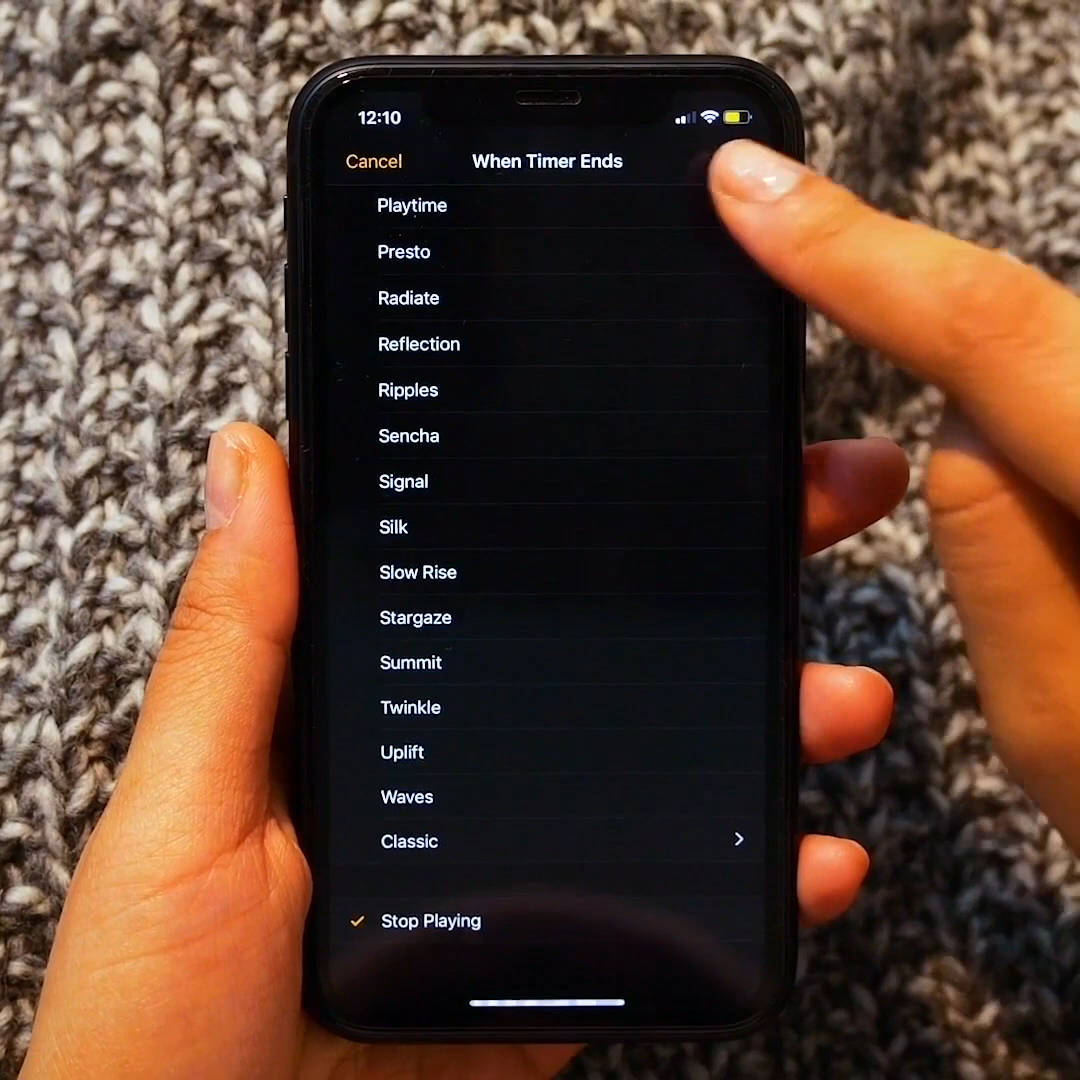 12:10
Cancel When Timer Ends
Playtime
Presto
Radiate
Reflection
Ripples
Sencha
Signal
Silk
Slow Rise
Stargaze
Summit
Twinkle
Uplift
Waves
Classic
Stop Playing